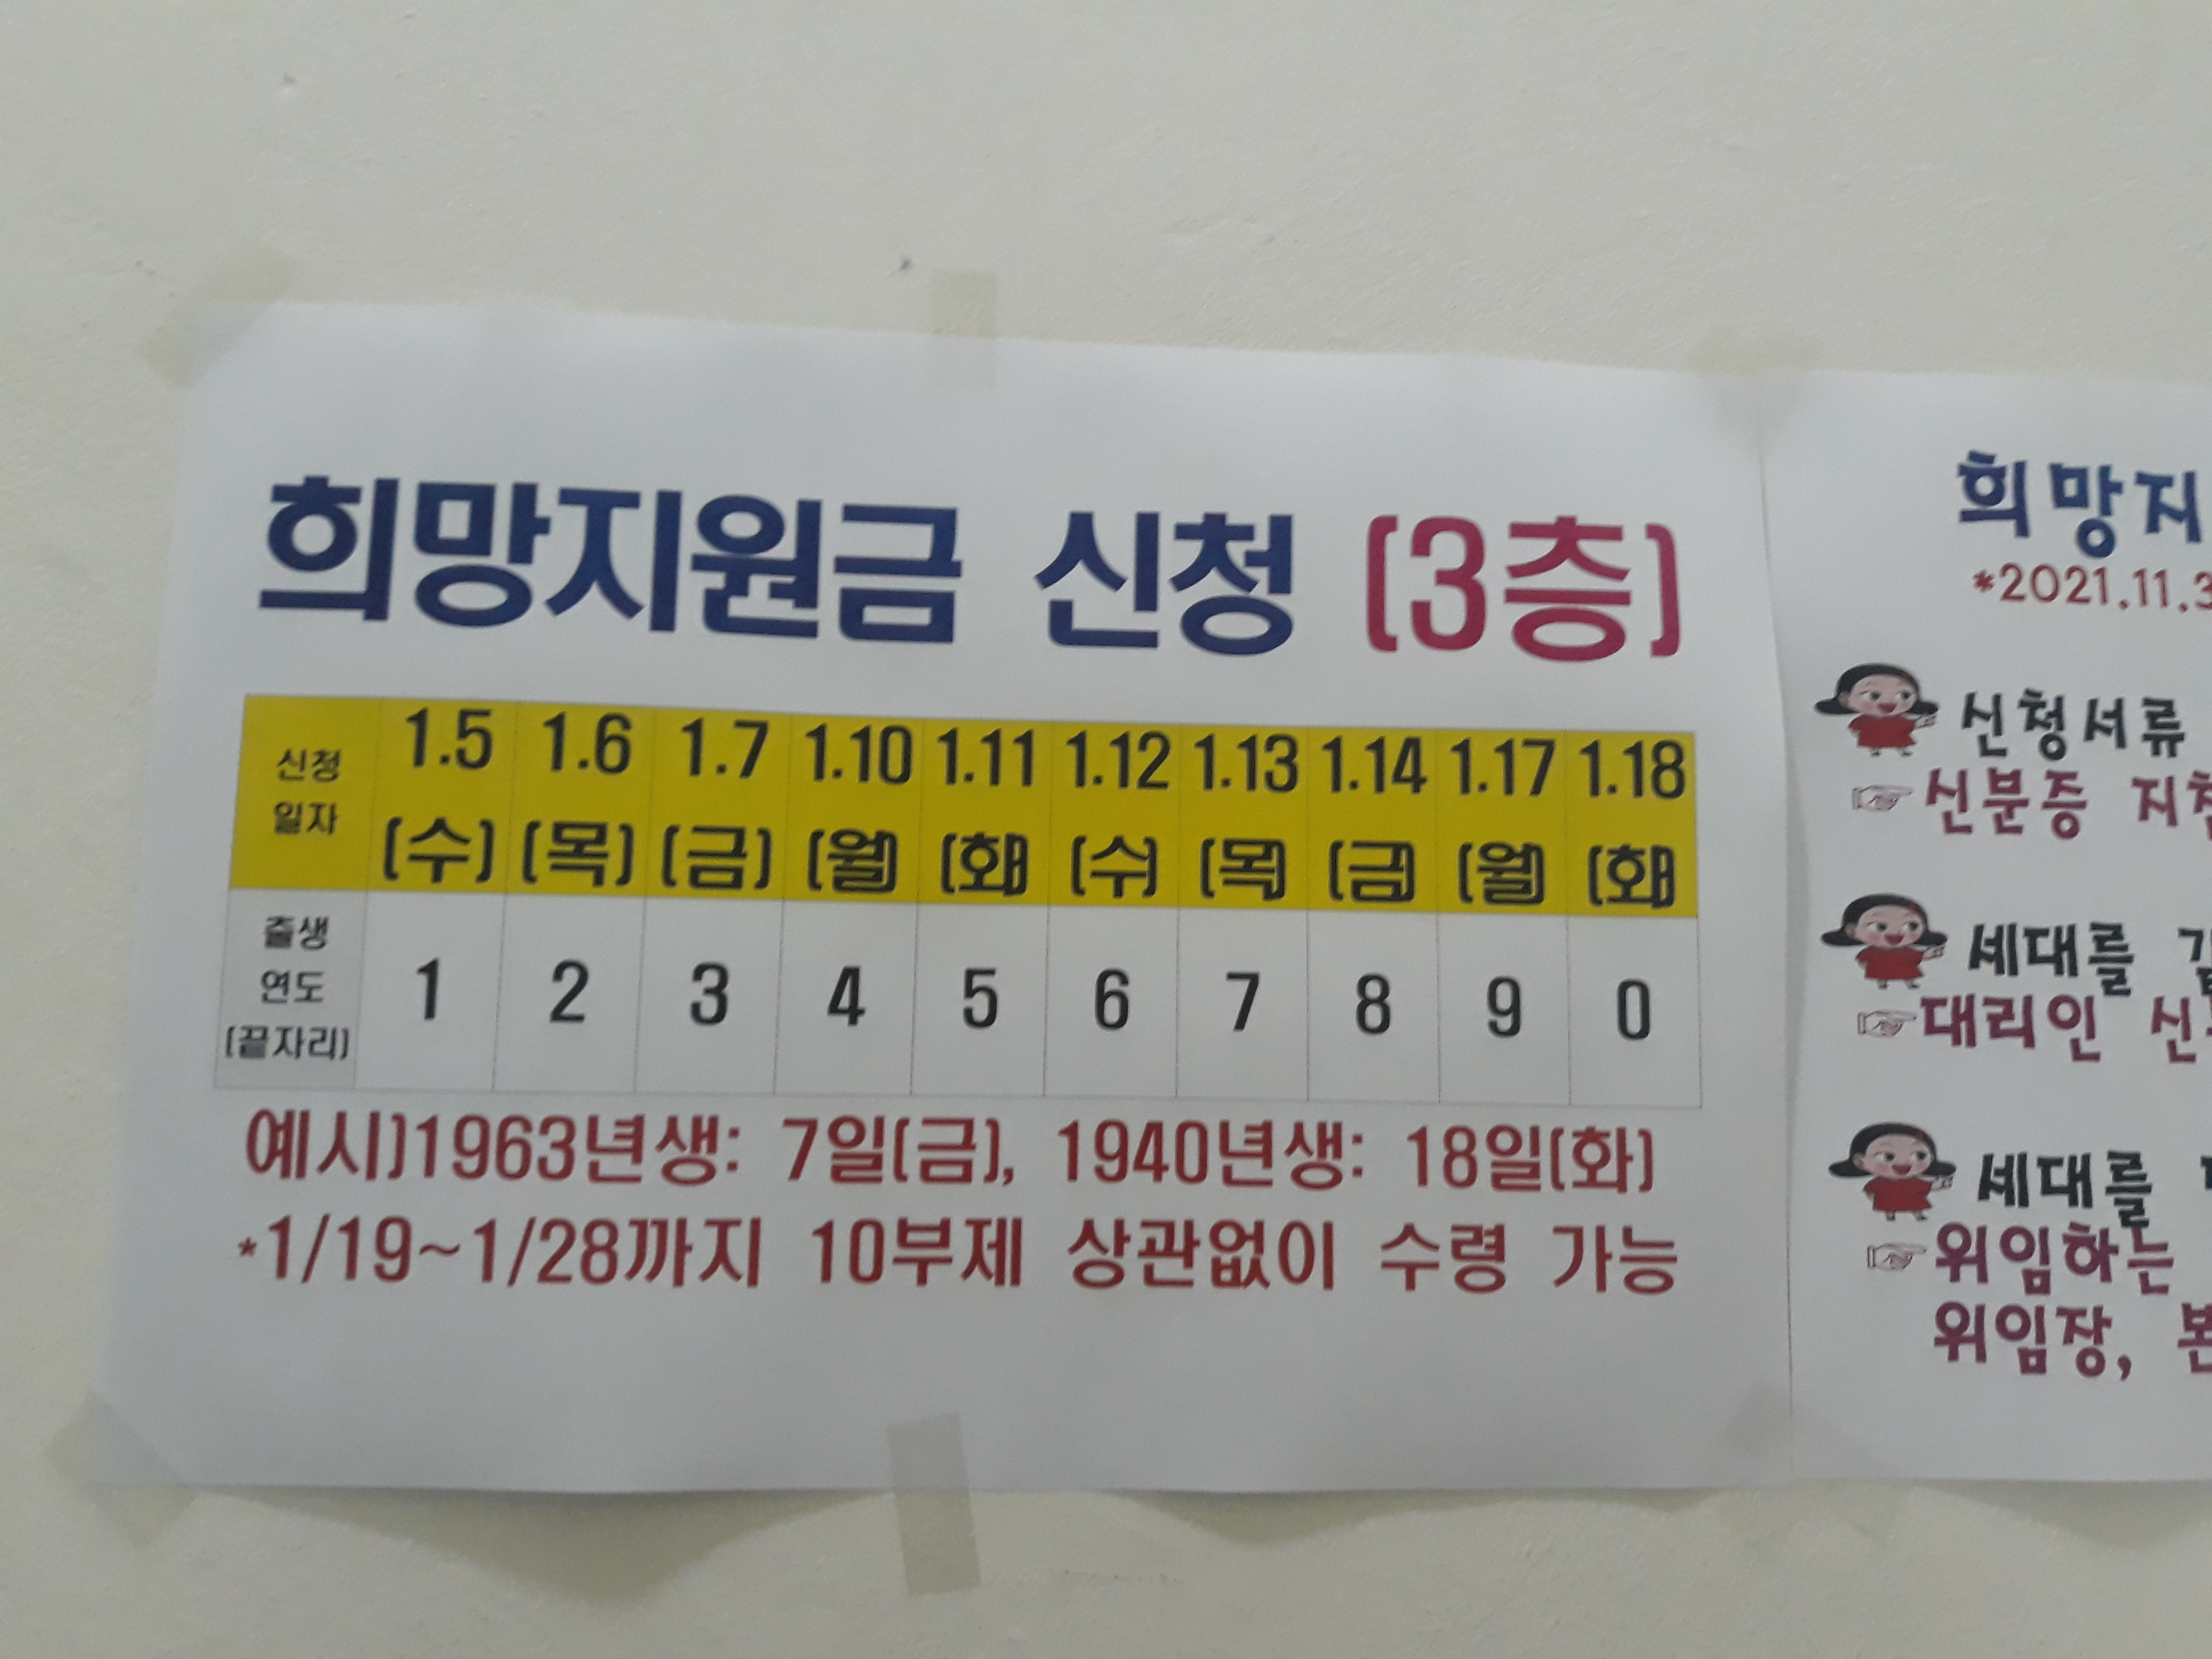 희망지원금 신청 (3층)
신청 일자 1.5 (수) 1.6 (목) 1.7 (금) 1.10 (월) 1.11 (화) 1.12 (수) 1.13 (목) 1.14 (금) 1.17 (월) 1.18 (화)
출생 연도 (끝자리) 1 2 3 4 5 6 7 8 9 0
예시)1963년생: 7일(금), 1940년생: 18일(화)
*1/19~1/28까지 10부제 상관없이 수령 가능
희망지
*2021.11.3
신청서류
☞신분증
세대를
☞대리인
세대를
☞위임하는
위임장,